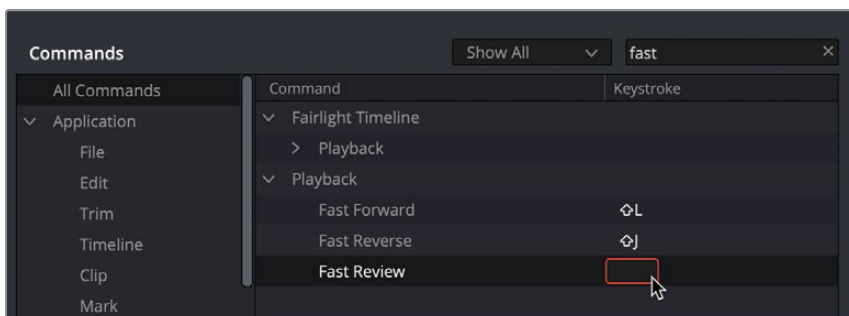 Commands
Show All
fast
All Commands
Application
File
Edit
Trim
Timeline
Clip
Mark
Command
Keystroke
Fairlight Timeline
Playback
Playback
Fast Forward ⇧L
Fast Reverse ⇧J
Fast Review